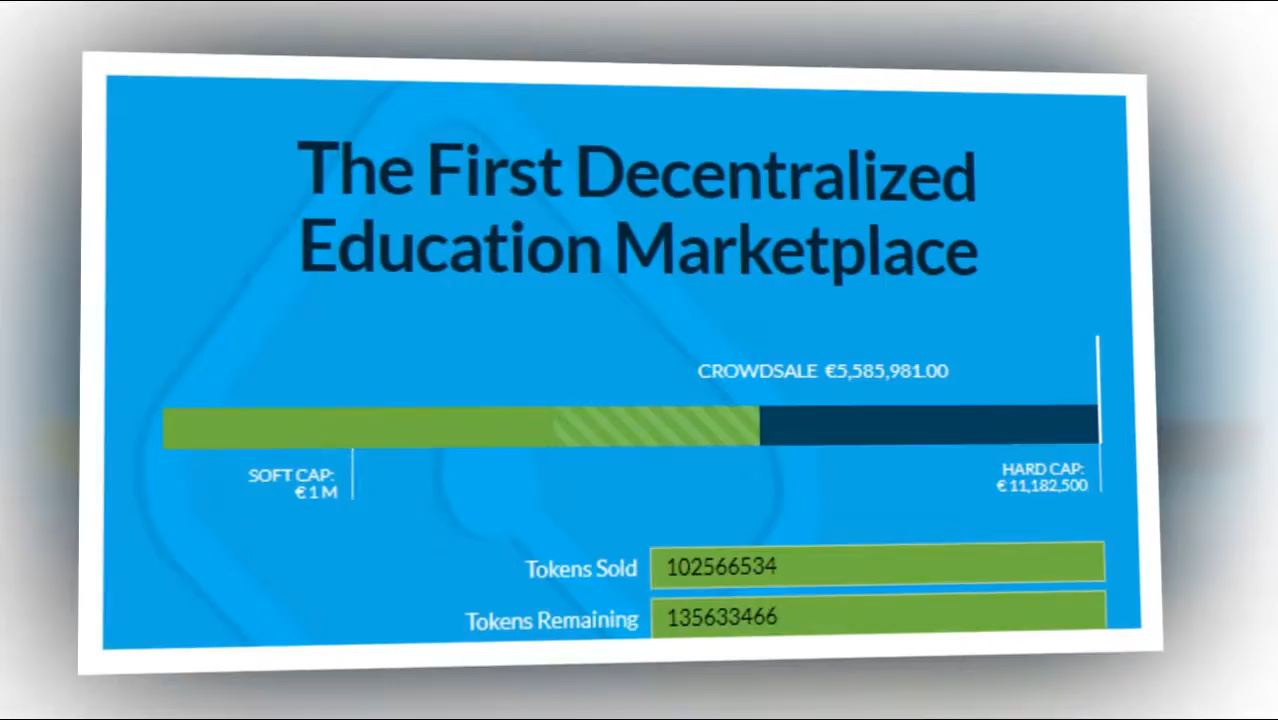 The First Decentralized
Education Marketplace
CROWDSALE €5,585,981.00
SOFT CAP:
€ 1 M
HARD CAP:
€ 11,182,500
Tokens Sold 102566534
Tokens Remaining 135633466